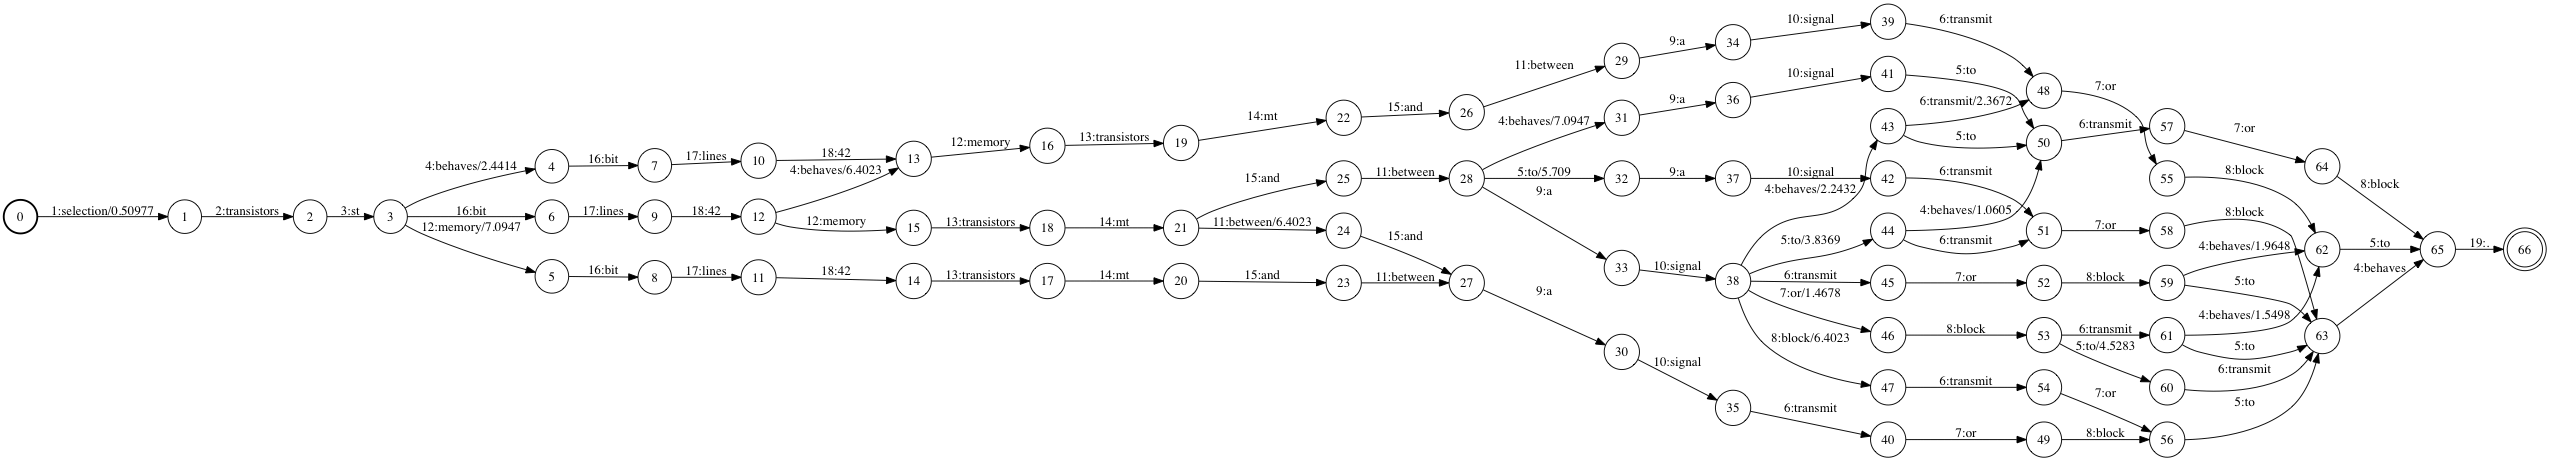 0
1:selection/0.50977
1
2:transistors
2
3:st
3
4:behaves/2.4414
16:bit
12:memory/7.0947
4
6
5
16:bit
17:lines
16:bit
7
9
8
17:lines
18:42
17:lines
10
12
11
18:42
4:behaves/6.4023
12:memory
18:42
13
15
14
12:memory
13:transistors
13:transistors
16
18
17
13:transistors
14:mt
14:mt
19
21
20
14:mt
15:and
11:between/6.4023
15:and
22
25
24
23
15:and
11:between
15:and
11:between
26
28
27
11:between
4:behaves/7.0947
5:to/5.709
9:a
9:a
29
31
32
33
30
9:a
9:a
9:a
10:signal
10:signal
34
36
37
38
35
10:signal
10:signal
10:signal
4:behaves/2.2432
5:to/3.8369
6:transmit
7:or/1.4678
8:block/6.4023
6:transmit
39
41
43
42
44
45
46
47
40
6:transmit
5:to
6:transmit/2.3672
5:to
6:transmit
4:behaves/1.0605
6:transmit
7:or
8:block
6:transmit
7:or
48
50
51
52
53
54
49
7:or
6:transmit
7:or
8:block
6:transmit
5:to/4.5283
7:or
8:block
57
55
58
59
61
60
56
7:or
8:block
8:block
4:behaves/1.9648
5:to
4:behaves/1.5498
5:to
6:transmit
5:to
64
62
63
8:block
5:to
4:behaves
65
19:.
66